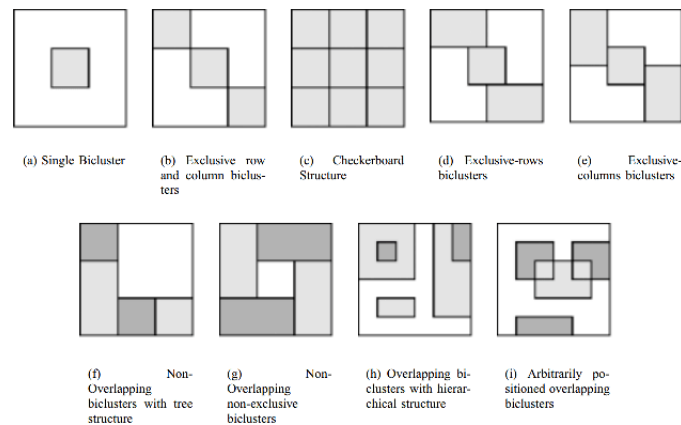 (a) Single Bicluster
(b) Exclusive row
and column biclus-
ters
(c) Checkerboard
Structure
(d) Exclusive-rows
biclusters
(e) Exclusive-
columns biclusters
(f) Non-
Overlapping
biclusters with tree
structure
(g) Non-
Overlapping
non-exclusive
biclusters
(h) Overlapping bi-
clusters with hierar-
chical structure
(i) Arbitrarily po-
sitioned overlapping
biclusters